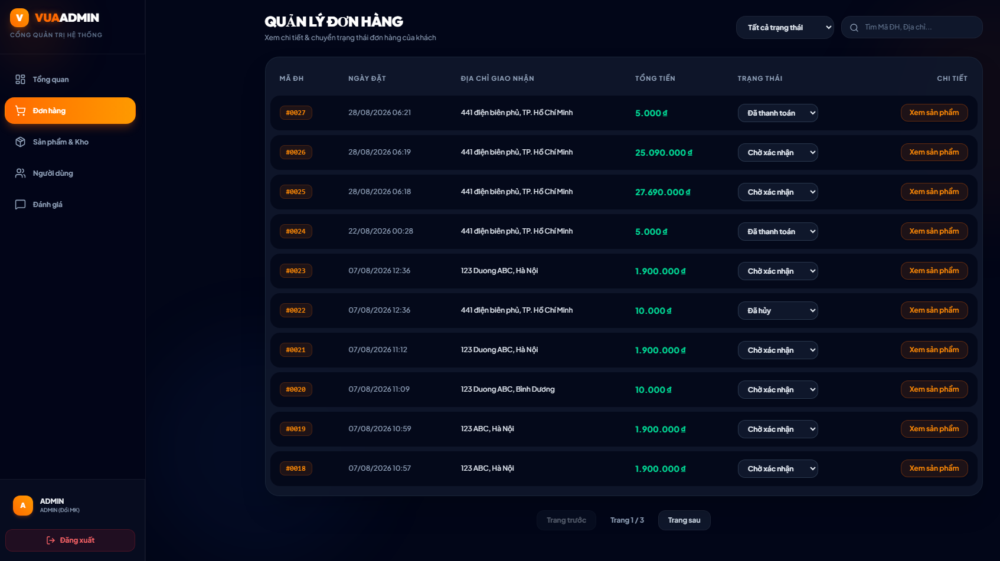 V VUAADMIN
CỔNG QUẢN TRỊ HỆ THỐNG
Tổng quan
Đơn hàng
Sản phẩm & Kho
Người dùng
Đánh giá
A
ADMIN
ADMIN (Đổi MK)
Đăng xuất
QUẢN LÝ ĐƠN HÀNG
Xem chi tiết & chuyển trạng thái đơn hàng của khách
Tất cả trạng thái
Tìm Mã ĐH, Địa chỉ...
MÃ ĐH NGÀY ĐẶT ĐỊA CHỈ GIAO NHẬN TỔNG TIỀN TRẠNG THÁI CHI TIẾT
#0027 28/08/2026 06:21 441 điện biên phủ, TP. Hồ Chí Minh 5.000 ₫ Đã thanh toán Xem sản phẩm
#0026 28/08/2026 06:19 441 điện biên phủ, TP. Hồ Chí Minh 25.090.000 ₫ Chờ xác nhận Xem sản phẩm
#0025 28/08/2026 06:18 441 điện biên phủ, TP. Hồ Chí Minh 27.690.000 ₫ Chờ xác nhận Xem sản phẩm
#0024 22/08/2026 00:28 441 điện biên phủ, TP. Hồ Chí Minh 5.000 ₫ Đã thanh toán Xem sản phẩm
#0023 07/08/2026 12:36 123 Duong ABC, Hà Nội 1.900.000 ₫ Chờ xác nhận Xem sản phẩm
#0022 07/08/2026 12:36 441 điện biên phủ, TP. Hồ Chí Minh 10.000 ₫ Đã hủy Xem sản phẩm
#0021 07/08/2026 11:12 123 Duong ABC, Hà Nội 1.900.000 ₫ Chờ xác nhận Xem sản phẩm
#0020 07/08/2026 11:09 123 Duong ABC, Bình Dương 10.000 ₫ Chờ xác nhận Xem sản phẩm
#0019 07/08/2026 10:59 123 ABC, Hà Nội 1.900.000 ₫ Chờ xác nhận Xem sản phẩm
#0018 07/08/2026 10:57 123 ABC, Hà Nội 1.900.000 ₫ Chờ xác nhận Xem sản phẩm
Trang trước Trang 1 / 3 Trang sau